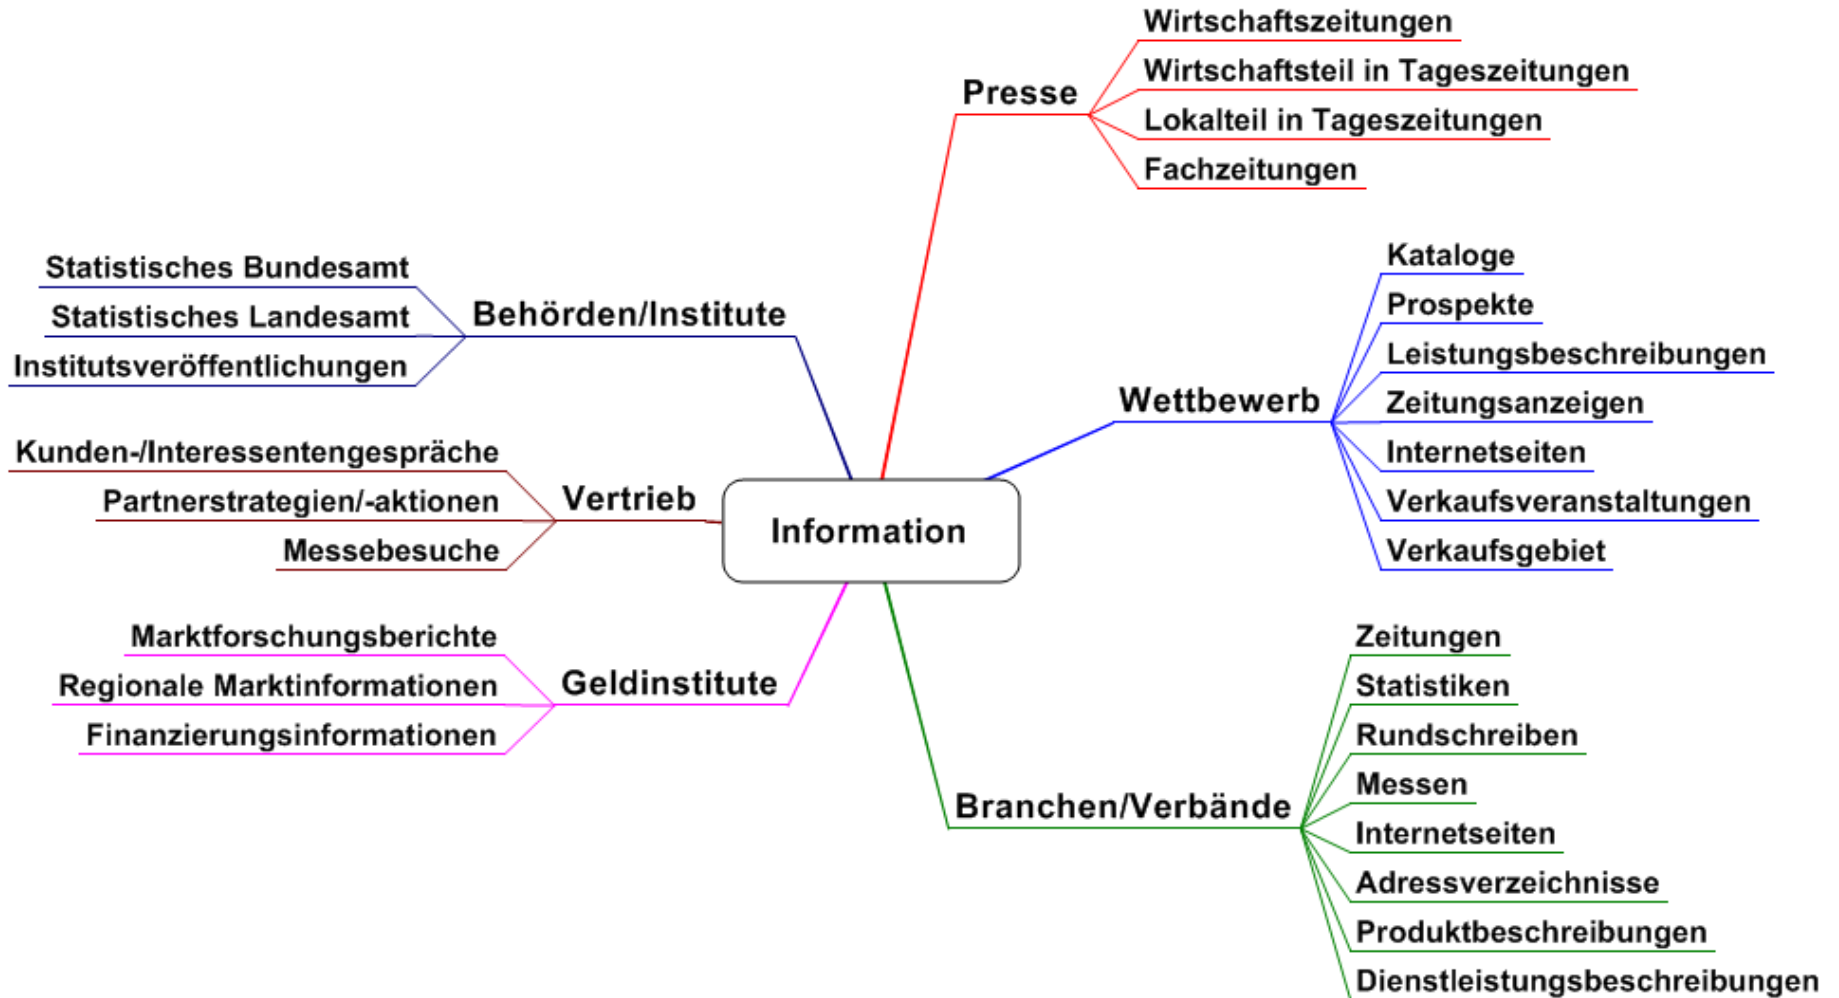 Information
Presse
Wirtschaftszeitungen
Wirtschaftsteil in Tageszeitungen
Lokalteil in Tageszeitungen
Fachzeitungen
Wettbewerb
Kataloge
Prospekte
Leistungsbeschreibungen
Zeitungsanzeigen
Internetseiten
Verkaufsveranstaltungen
Verkaufsgebiet
Branchen/Verbände
Zeitungen
Statistiken
Rundschreiben
Messen
Internetseiten
Adressverzeichnisse
Produktbeschreibungen
Dienstleistungsbeschreibungen
Behörden/Institute
Statistisches Bundesamt
Statistisches Landesamt
Institutsveröffentlichungen
Vertrieb
Kunden-/Interessentengespräche
Partnerstrategien/-aktionen
Messebesuche
Geldinstitute
Marktforschungsberichte
Regionale Marktinformationen
Finanzierungsinformationen